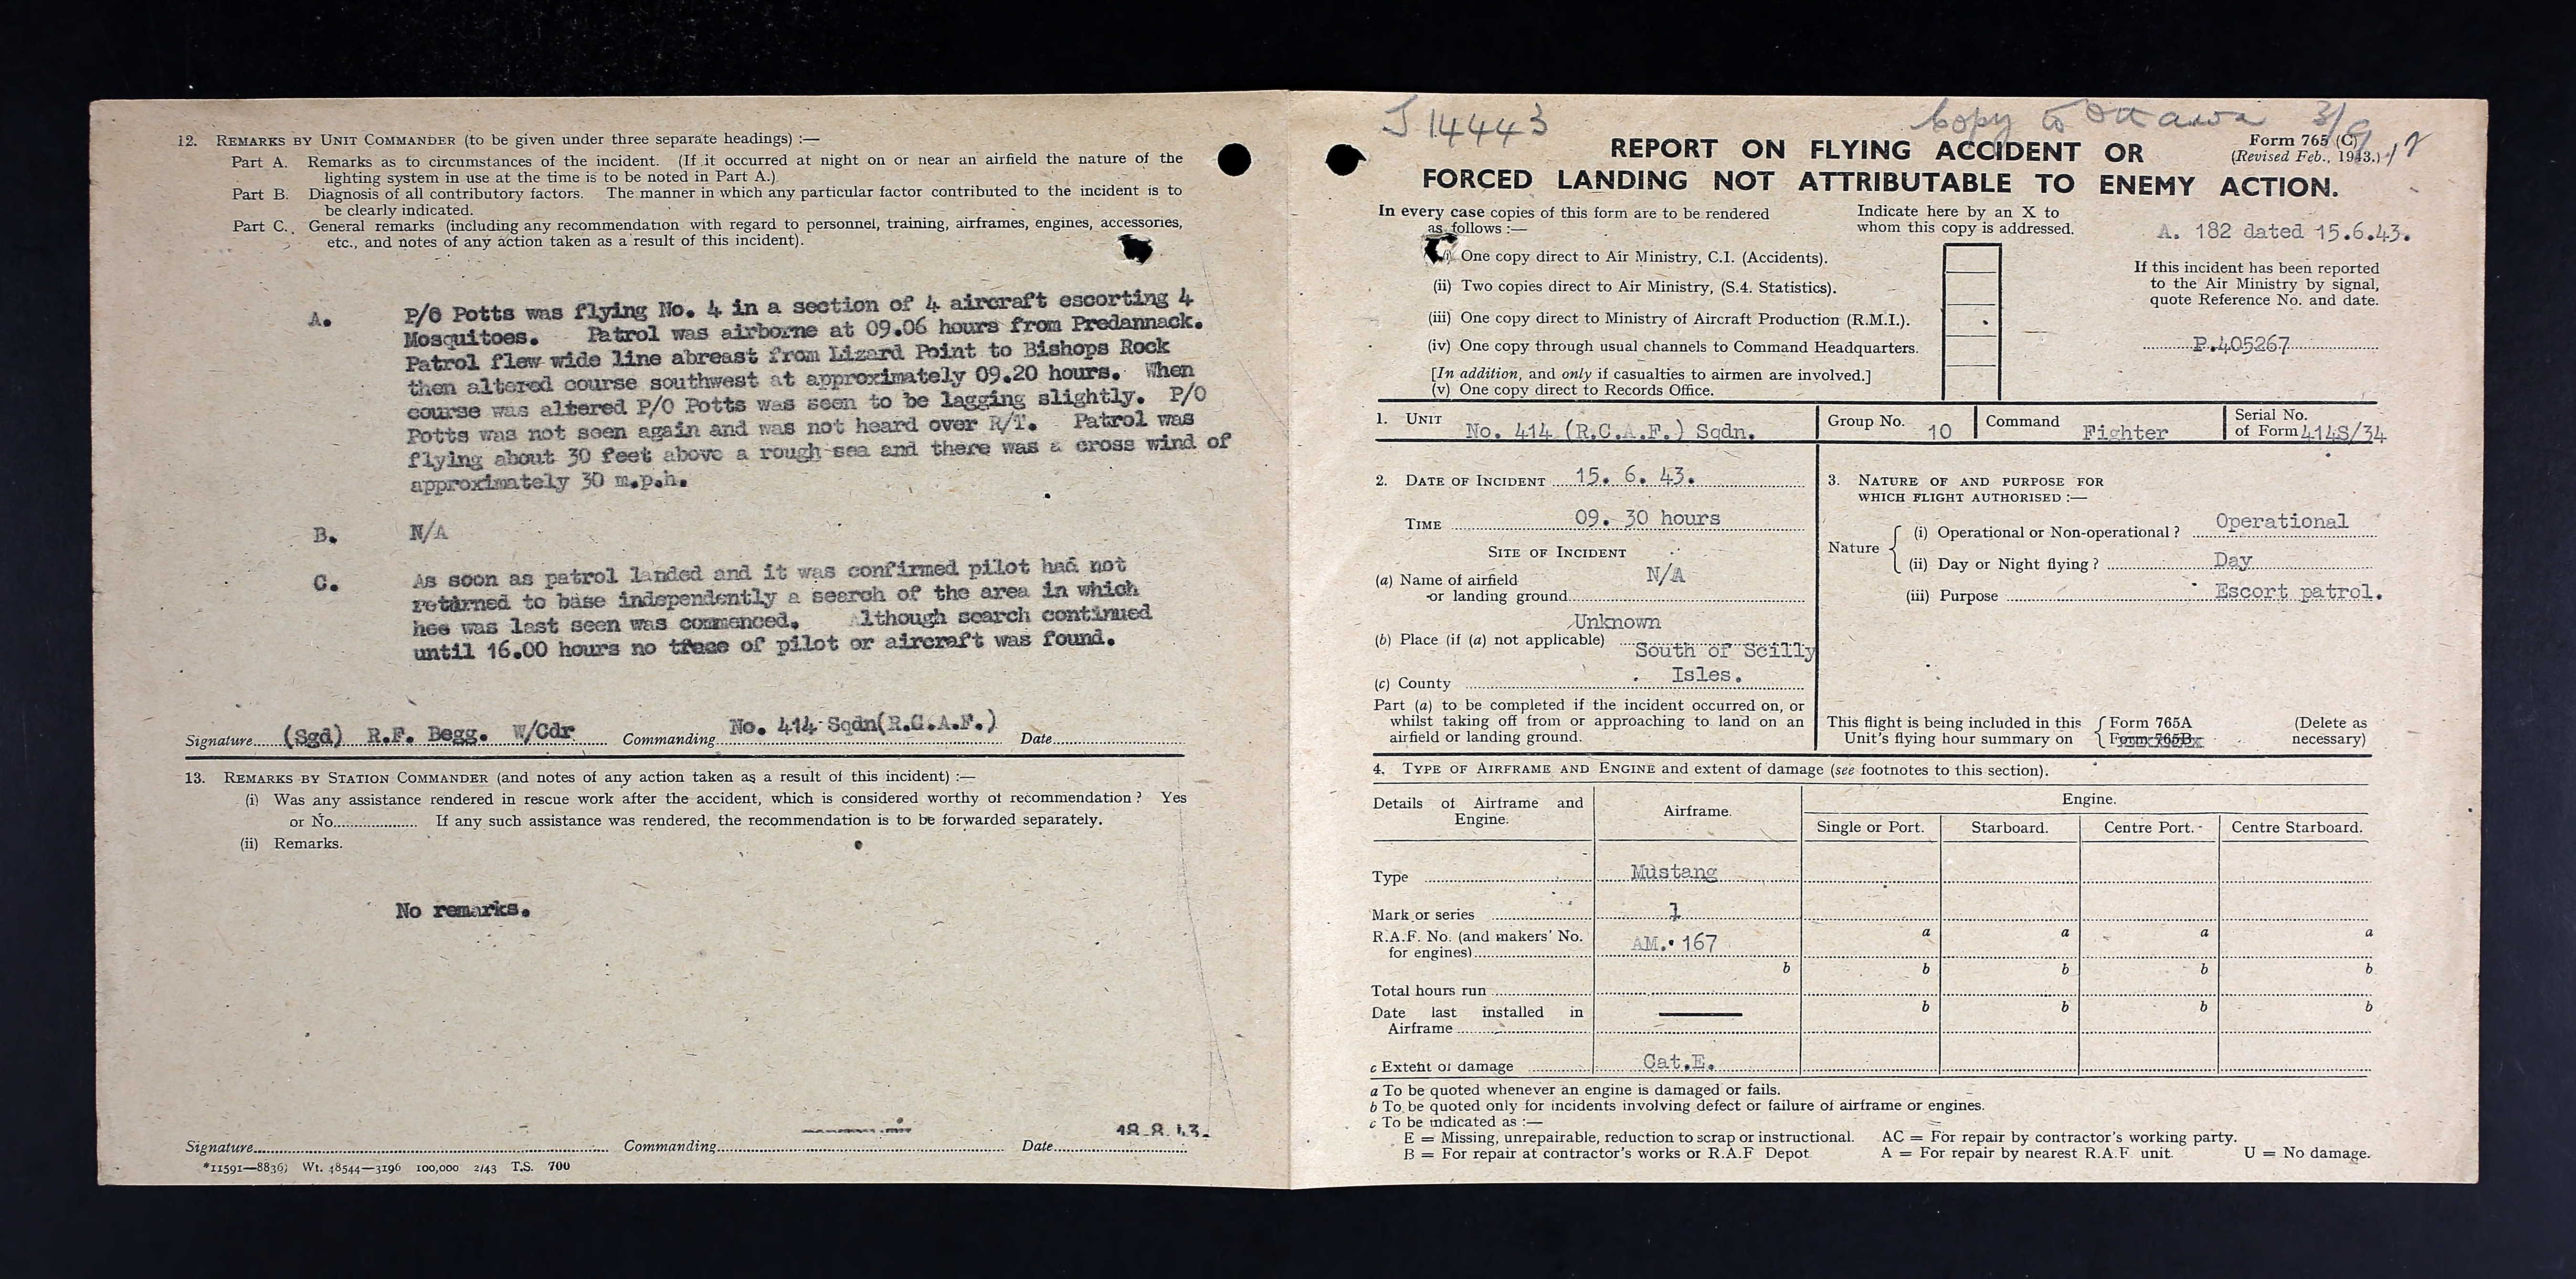 12. REMARKS BY UNIT COMMANDER (to be given under three separate headings) :—
Part A. Remarks as to circumstances of the incident. (If it occurred at night on or near an airfield the nature of the
lighting system in use at the time is to be noted in Part A.)
Part B. Diagnosis of all contributory factors. The manner in which any particular factor contributed to the incident is to
be clearly indicated.
Part C. General remarks (including any recommendation with regard to personnel, training, airframes, engines, accessories,
etc., and notes of any action taken as a result of this incident).
A. P/O Potts was flying No. 4 in a section of 4 aircraft escorting 4
Mosquitoes. Patrol was airborne at 09.06 hours from Predannack.
Patrol flew wide line abreast from Lizard Point to Bishops Rock
then altered course southwest at approximately 09.20 hours. When
course was altered P/O Potts was seen to be lagging slightly. P/O
Potts was not seen again and was not heard over R/T. Patrol was
flying about 30 feet above a rough sea and there was a cross wind of
approximately 30 m.p.h.
B. N/A
C. As soon as patrol landed and it was confirmed pilot had not
returned to base independently a search of the area in which
hee was last seen was commenced. Although search continued
until 16.00 hours no trace of pilot or aircraft was found.
Signature (Sgd) R.F. Begg. W/Cdr Commanding No. 414 Sqdn(R.C.A.F.) Date
13. REMARKS BY STATION COMMANDER (and notes of any action taken as a result of this incident) :—
(i) Was any assistance rendered in rescue work after the accident, which is considered worthy of recommendation? Yes
or No If any such assistance was rendered, the recommendation is to be forwarded separately.
(ii) Remarks.
No remarks.
Signature Commanding Date 18.8.43.
*11591—8836) Wt. 48544—3196 100,000 2/43 T.S. 700
J 14443
Copy to Ottawa
Form 765 (C)
(Revised Feb., 1943.)
REPORT ON FLYING ACCIDENT OR
FORCED LANDING NOT ATTRIBUTABLE TO ENEMY ACTION.
In every case copies of this form are to be rendered
as follows :—
Indicate here by an X to
whom this copy is addressed.
A. 182 dated 15.6.43.
(i) One copy direct to Air Ministry, C.I. (Accidents).
(ii) Two copies direct to Air Ministry, (S.4. Statistics).
(iii) One copy direct to Ministry of Aircraft Production (R.M.I.).
(iv) One copy through usual channels to Command Headquarters.
[In addition, and only if casualties to airmen are involved.]
(v) One copy direct to Records Office.
If this incident has been reported
to the Air Ministry by signal,
quote Reference No. and date.
P.405267
1. UNIT No. 414 (R.C.A.F.) Sqdn. Group No. 10 Command Fighter Serial No.
of Form 414S/34
2. DATE OF INCIDENT 15. 6. 43.
TIME 09. 30 hours
SITE OF INCIDENT
(a) Name of airfield
or landing ground N/A
Unknown
(b) Place (if (a) not applicable) South of Scilly
Isles.
(c) County
Part (a) to be completed if the incident occurred on, or
whilst taking off from or approaching to land on an
airfield or landing ground.
3. NATURE OF AND PURPOSE FOR
WHICH FLIGHT AUTHORISED :—
Nature
(i) Operational or Non-operational? Operational
(ii) Day or Night flying? Day
(iii) Purpose Escort patrol.
This flight is being included in this
Unit's flying hour summary on
Form 765A
Form 765B
(Delete as
necessary)
4. TYPE OF AIRFRAME AND ENGINE and extent of damage (see footnotes to this section).
Details of Airframe and
Engine.
Airframe.
Engine.
Single or Port. Starboard. Centre Port. Centre Starboard.
Type Mustang
Mark or series 1
R.A.F. No. (and makers' No.
for engines) AM. 167 a a a a
Total hours run b b b b b
Date last installed in
Airframe b b b b
c Extent of damage Cat.E.
a To be quoted whenever an engine is damaged or fails.
b To be quoted only for incidents involving defect or failure of airframe or engines.
c To be indicated as :—
E = Missing, unrepairable, reduction to scrap or instructional. AC = For repair by contractor's working party.
B = For repair at contractor's works or R.A.F Depot A = For repair by nearest R.A.F unit. U = No damage.